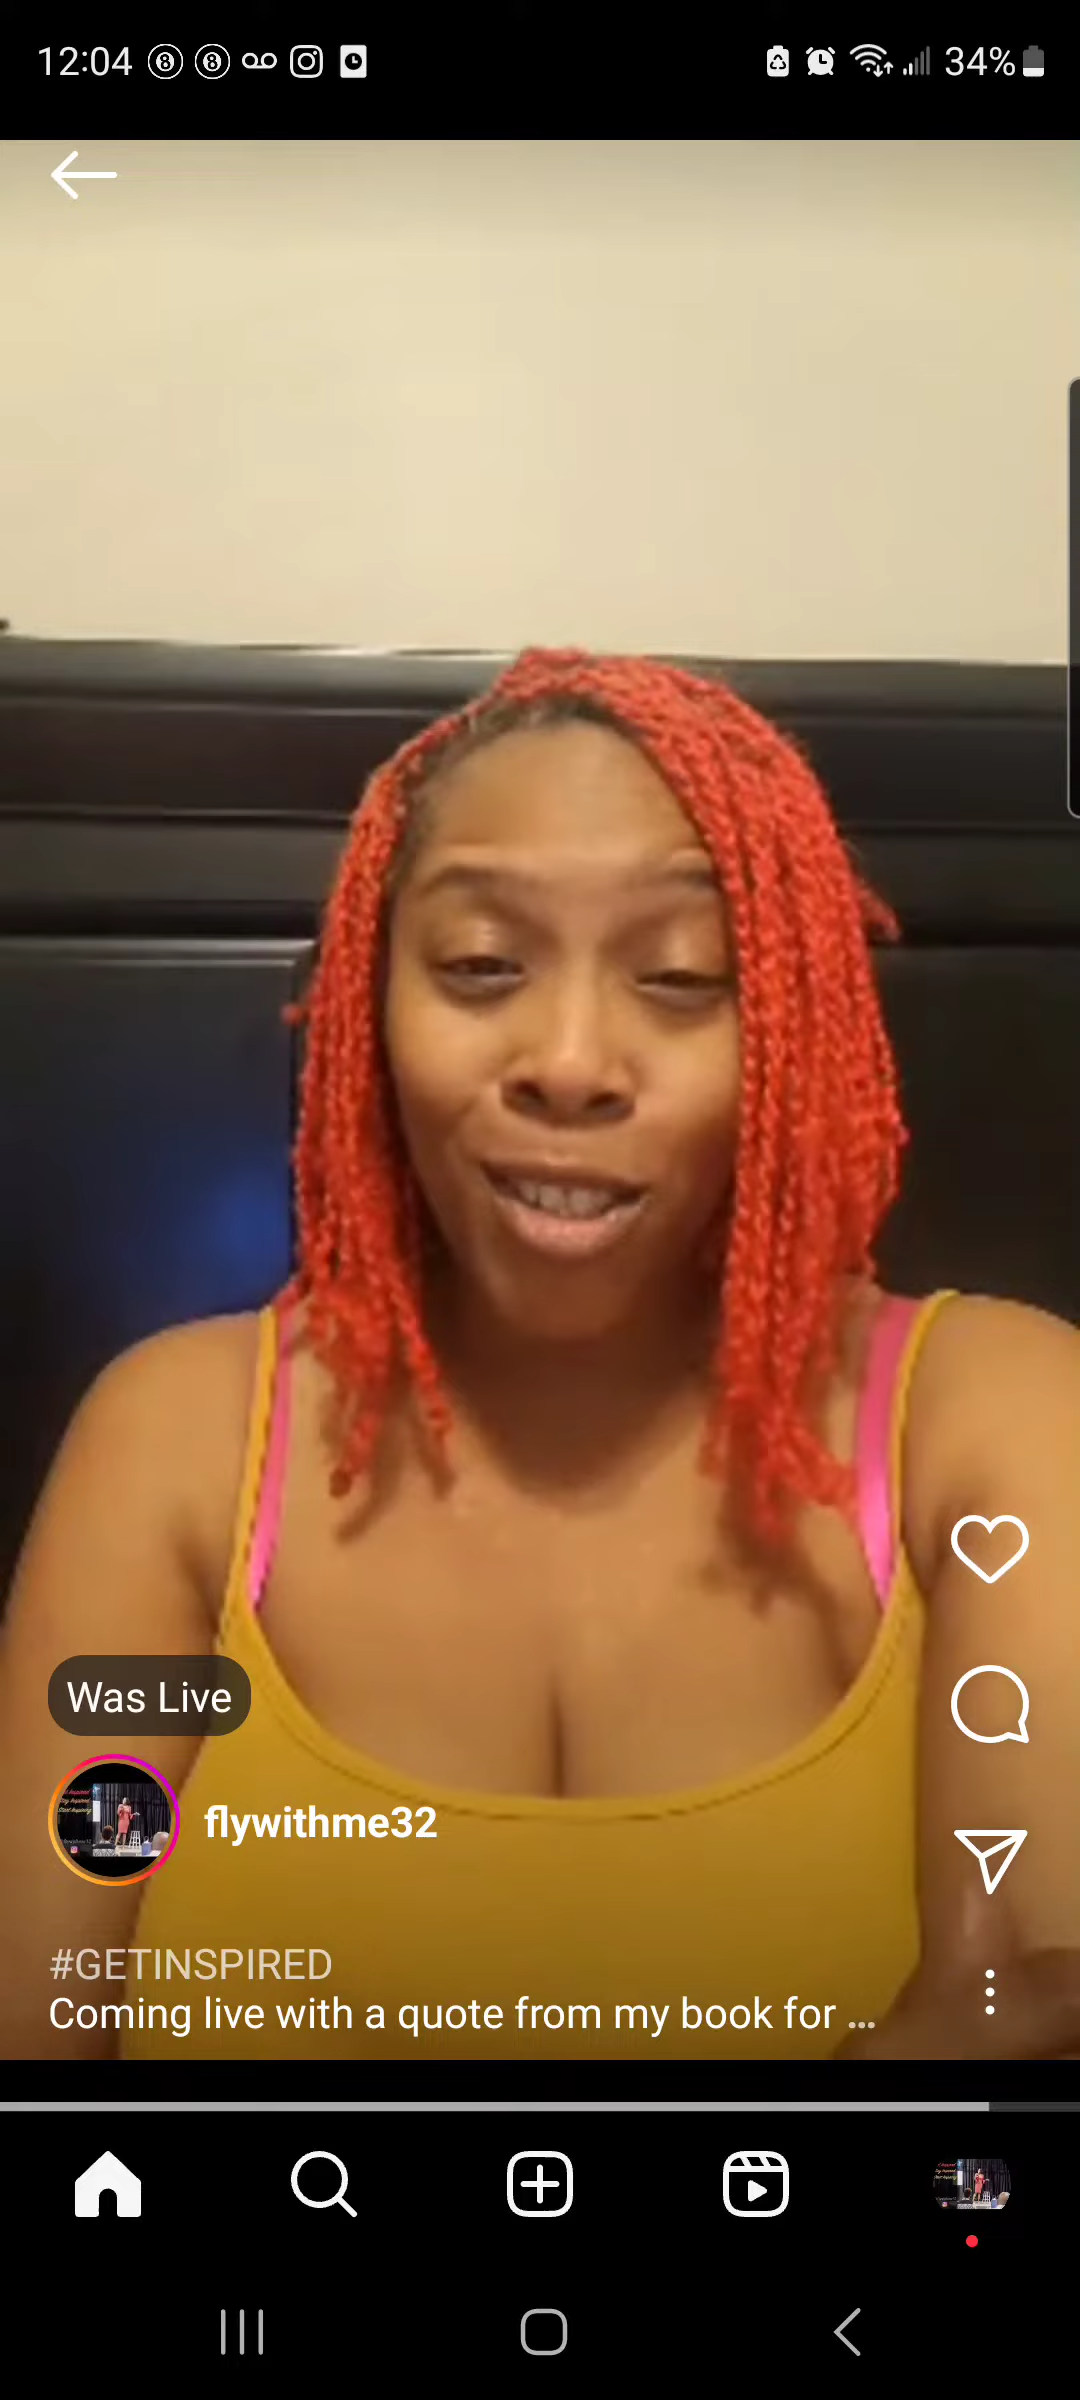 12:04
34%
Was Live
flywithme32
#GETINSPIRED
Coming live with a quote from my book for ...